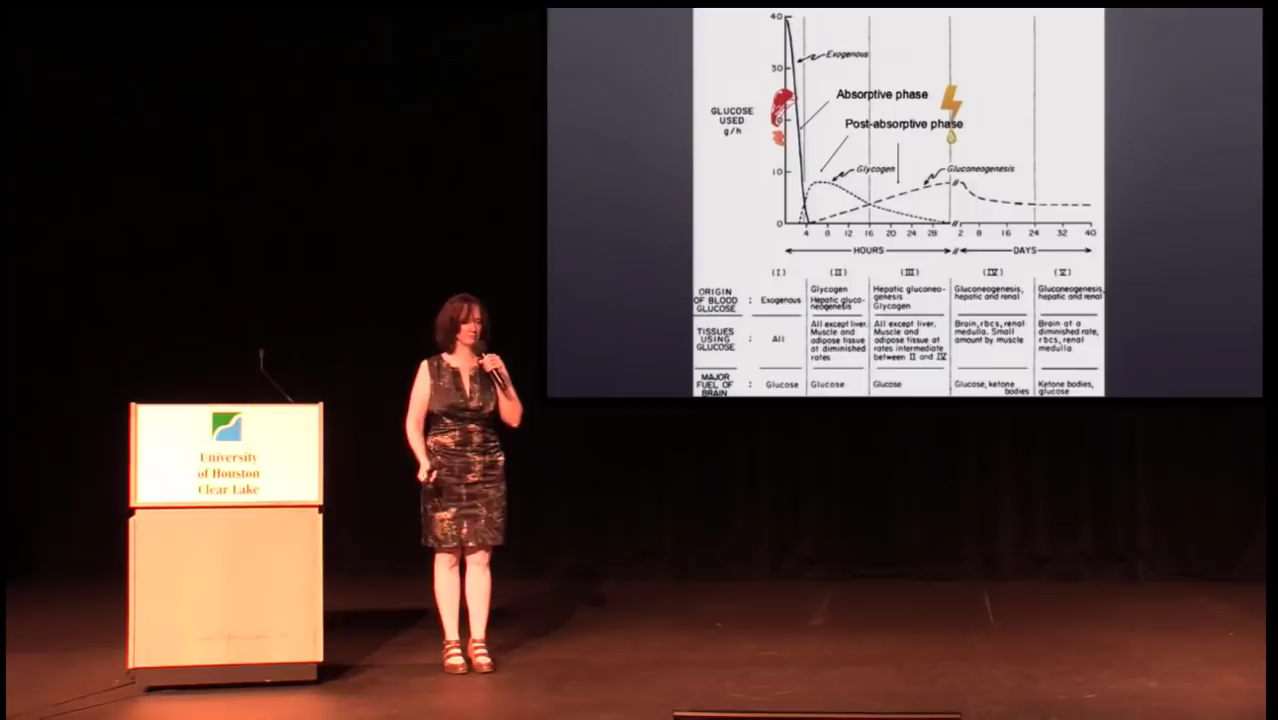 40
Exogenous
30
Absorptive phase
GLUCOSE
USED
g/h
Post-absorptive phase
10
Glycogen
Gluconeogenesis
0
4 8 12 16 20 24 28 // 2 8 16 24 32 40
HOURS // DAYS
(I) (II) (III) (IV) (V)
ORIGIN
OF BLOOD
GLUCOSE
:
Exogenous
Glycogen
Hepatic gluco-
neogenesis
Hepatic gluconeo-
genesis
Glycogen
Gluconeogenesis,
hepatic and renal
Gluconeogenesis,
hepatic and renal
TISSUES
USING
GLUCOSE
:
All
All except liver.
Muscle and
adipose tissue
at diminished
rates
All except liver.
Muscle and
adipose tissue at
rates intermediate
between II and IV
Brain, rbcs, renal
medulla. Small
amount by muscle
Brain at a
diminished rate,
rbcs, renal
medulla
MAJOR
FUEL OF
BRAIN
:
Glucose
Glucose
Glucose
Glucose, ketone
bodies
Ketone bodies,
glucose
University
of Houston
Clear Lake